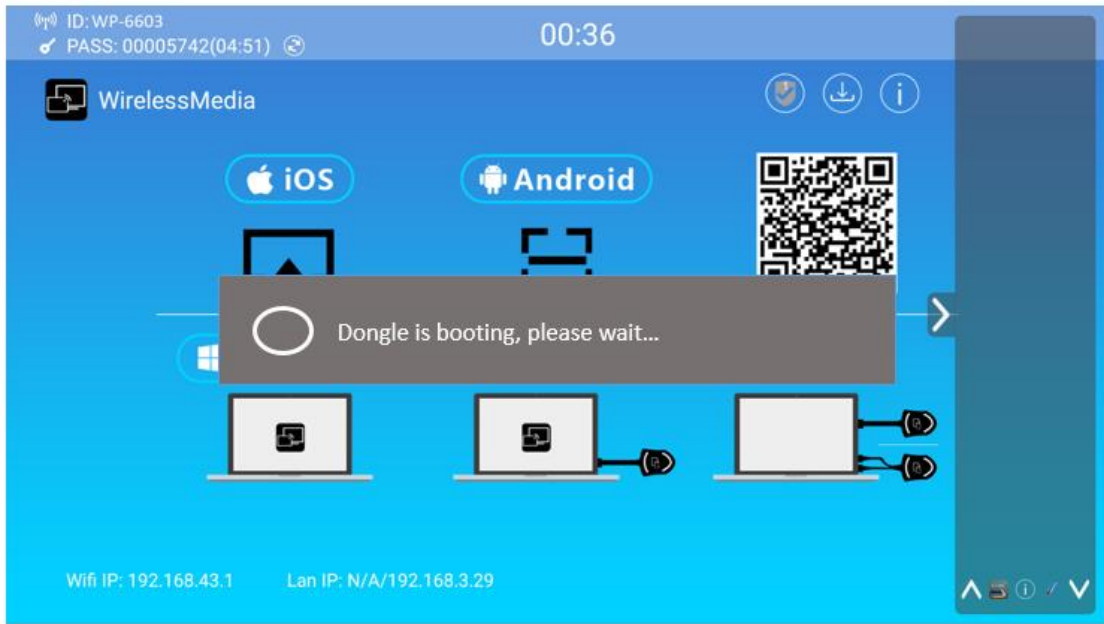 ID: WP-6603
PASS: 00005742(04:51)
00:36
WirelessMedia
iOS
Android
Dongle is booting, please wait...
Wifi IP: 192.168.43.1
Lan IP: N/A/192.168.3.29